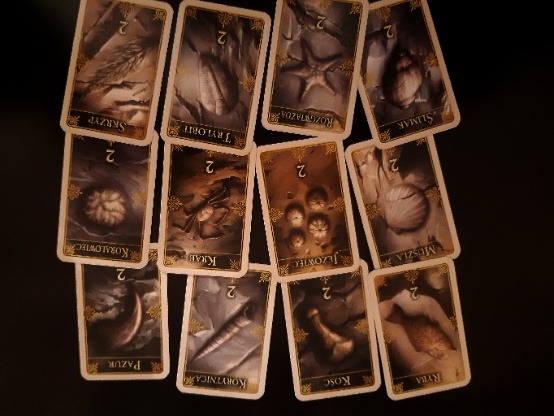 2
SKRZYP
2
TRYLOBIT
2
ROZGWIAZDA
2
ŚLIMAK
2
KORALOWIEC
2
KRAB
2
JEŻOWIEC
2
MUSZLA
2
PAZUR
2
KORYTNICA
2
KOŚĆ
2
RYBA